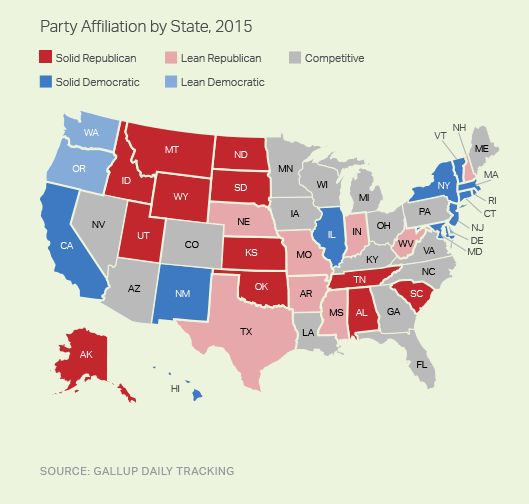 Party Affiliation by State, 2015
Solid Republican Lean Republican Competitive
Solid Democratic Lean Democratic
NH
VT
WA
ME
MT
ND
MN
OR
MA
ID
WI
SD
NY
MI
WY
RI
PA
CT
IA
NE
NV
OH
NJ
IL
IN
UT
CO
DE
WV
VA
MD
CA
KS
MO
KY
NC
TN
OK
AZ
NM
AR
SC
MS
AL
GA
TX
LA
AK
FL
HI
SOURCE: GALLUP DAILY TRACKING